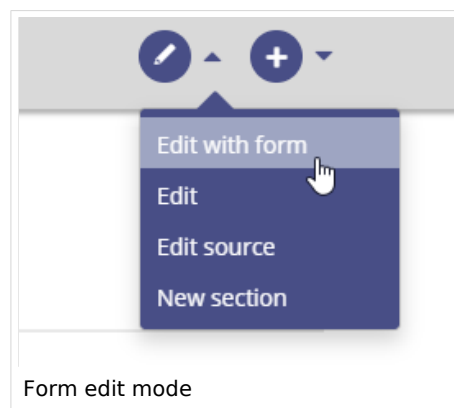 Edit with form
Edit
Edit source
New section
Form edit mode